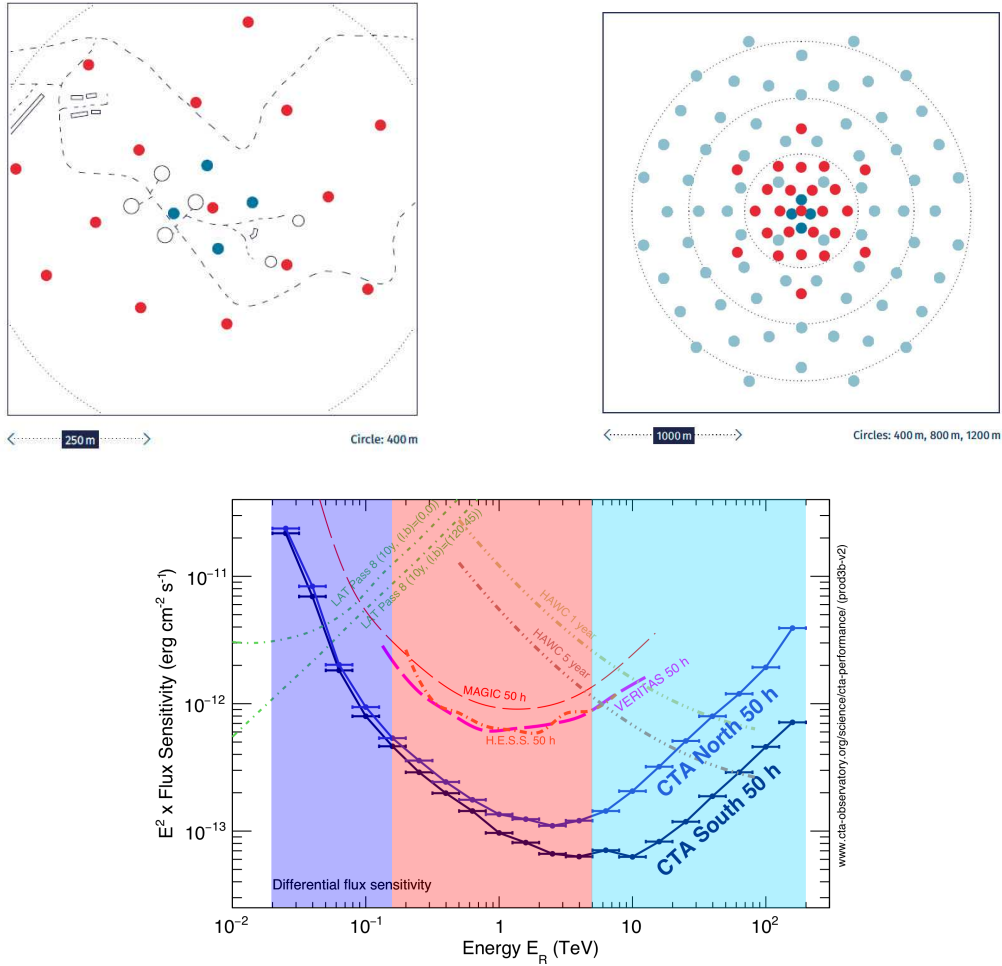 250 m
Circle: 400 m
1000 m
Circles: 400 m, 800 m, 1200 m
E² x Flux Sensitivity (erg cm⁻² s⁻¹)
10⁻¹¹
10⁻¹²
10⁻¹³
LAT Pass 8 (10y, (l,b)=(0,0))
LAT Pass 8 (10y, (l,b)=(120,45))
HAWC 1 year
HAWC 5 year
MAGIC 50 h
VERITAS 50 h
H.E.S.S. 50 h
CTA North 50 h
CTA South 50 h
Differential flux sensitivity
10⁻²
10⁻¹
1
10
10²
Energy E_R (TeV)
www.cta-observatory.org/science/cta-performance/ (prod3b-v2)